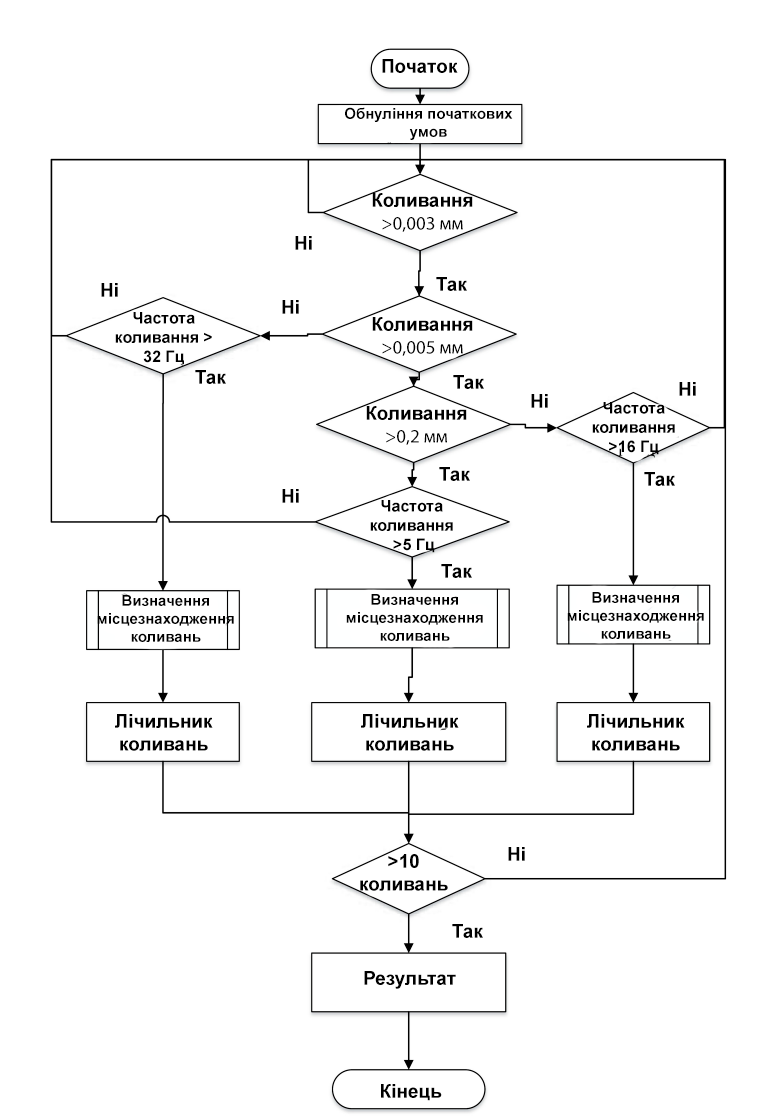 Початок
Обнуління початкових
умов
Коливання
>0,003 мм
Ні
Так
Ні
Ні
Коливання
>0,005 мм
Частота
коливання >
32 Гц
Так
Так
Коливання
>0,2 мм
Ні
Ні
Частота
коливання
>16 Гц
Так
Так
Ні
Частота
коливання
>5 Гц
Так
Визначення
місцезнаходження
коливань
Визначення
місцезнаходження
коливань
Визначення
місцезнаходження
коливань
Лічильник
коливань
Лічильник
коливань
Лічильник
коливань
>10
коливань
Ні
Так
Результат
Кінець